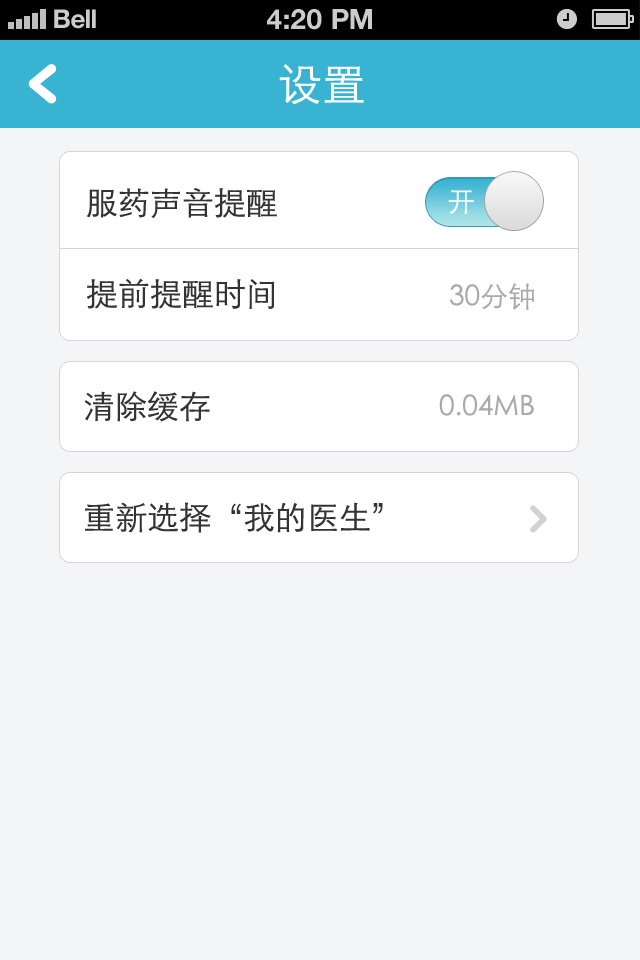 Bell 4:20 PM
设置
服药声音提醒 开
提前提醒时间 30分钟
清除缓存 0.04MB
重新选择“我的医生”